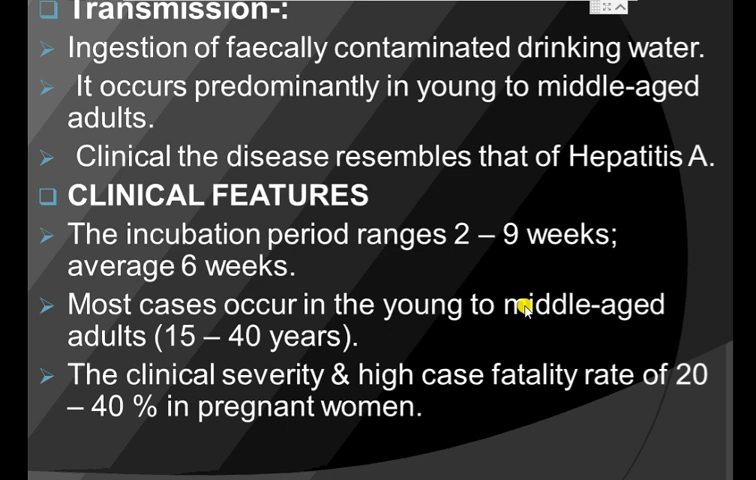 Transmission-:
Ingestion of faecally contaminated drinking water.
It occurs predominantly in young to middle-aged
adults.
Clinical the disease resembles that of Hepatitis A.
CLINICAL FEATURES
The incubation period ranges 2 – 9 weeks;
average 6 weeks.
Most cases occur in the young to middle-aged
adults (15 – 40 years).
The clinical severity & high case fatality rate of 20
– 40 % in pregnant women.